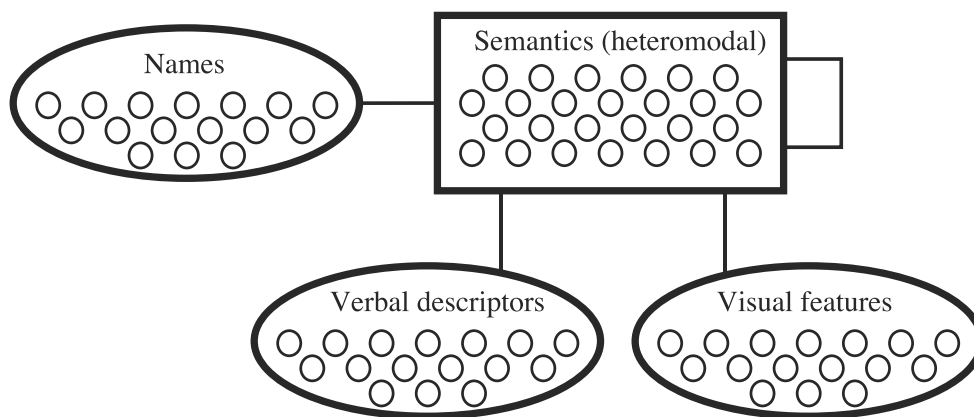 Names
Semantics (heteromodal)
Verbal descriptors
Visual features